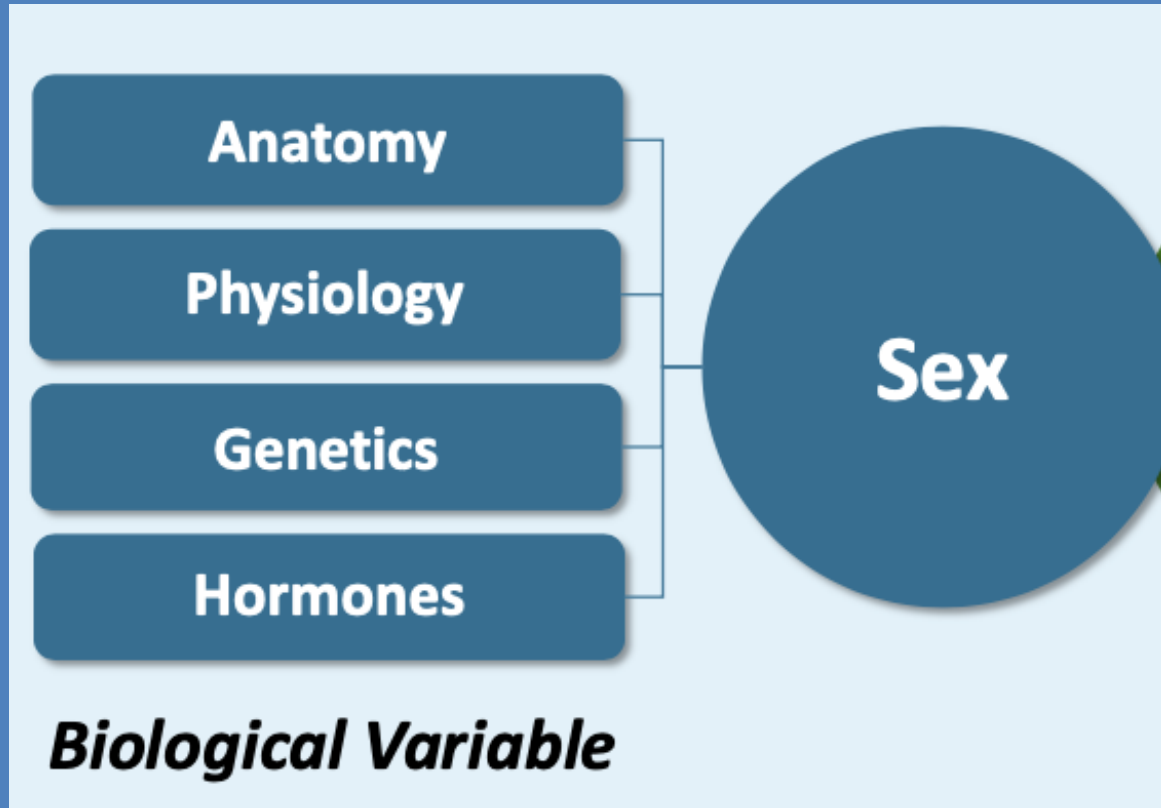 Anatomy
Physiology
Genetics
Hormones
Sex
Biological Variable